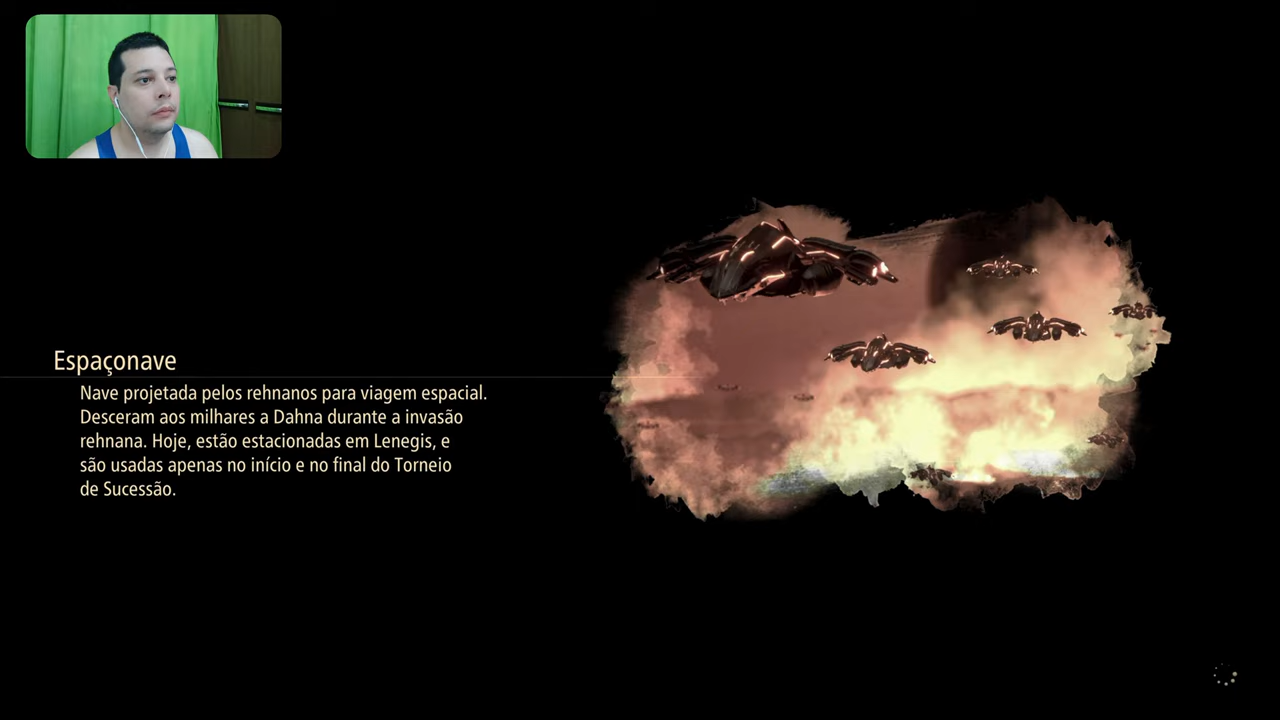 Espaçonave
Nave projetada pelos rehnanos para viagem espacial.
Desceram aos milhares a Dahna durante a invasão
rehnana. Hoje, estão estacionadas em Lenegis, e
são usadas apenas no início e no final do Torneio
de Sucessão.